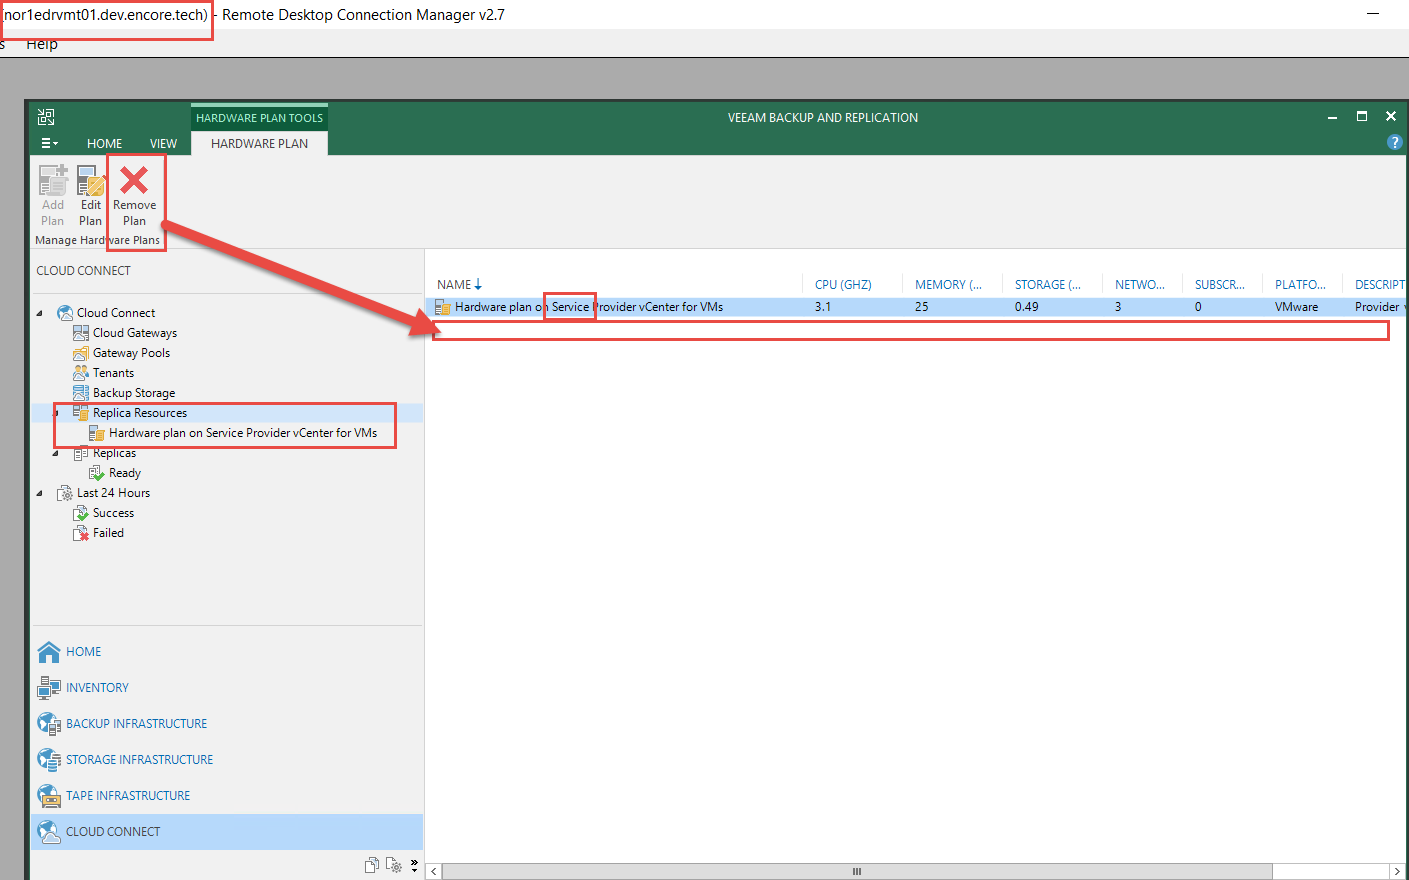 (nor1edrvmt01.dev.encore.tech) - Remote Desktop Connection Manager v2.7
s Help
HARDWARE PLAN TOOLS VEEAM BACKUP AND REPLICATION
HOME VIEW HARDWARE PLAN ?
Add Plan
Edit Plan
Remove Plan
Manage Hardware Plans
CLOUD CONNECT
NAME CPU (GHZ) MEMORY (... STORAGE (... NETWO... SUBSCR... PLATFO... DESCRIPT
Hardware plan on Service Provider vCenter for VMs 3.1 25 0.49 3 0 VMware Provider
Cloud Connect
Cloud Gateways
Gateway Pools
Tenants
Backup Storage
Replica Resources
Hardware plan on Service Provider vCenter for VMs
Replicas
Ready
Last 24 Hours
Success
Failed
HOME
INVENTORY
BACKUP INFRASTRUCTURE
STORAGE INFRASTRUCTURE
TAPE INFRASTRUCTURE
CLOUD CONNECT